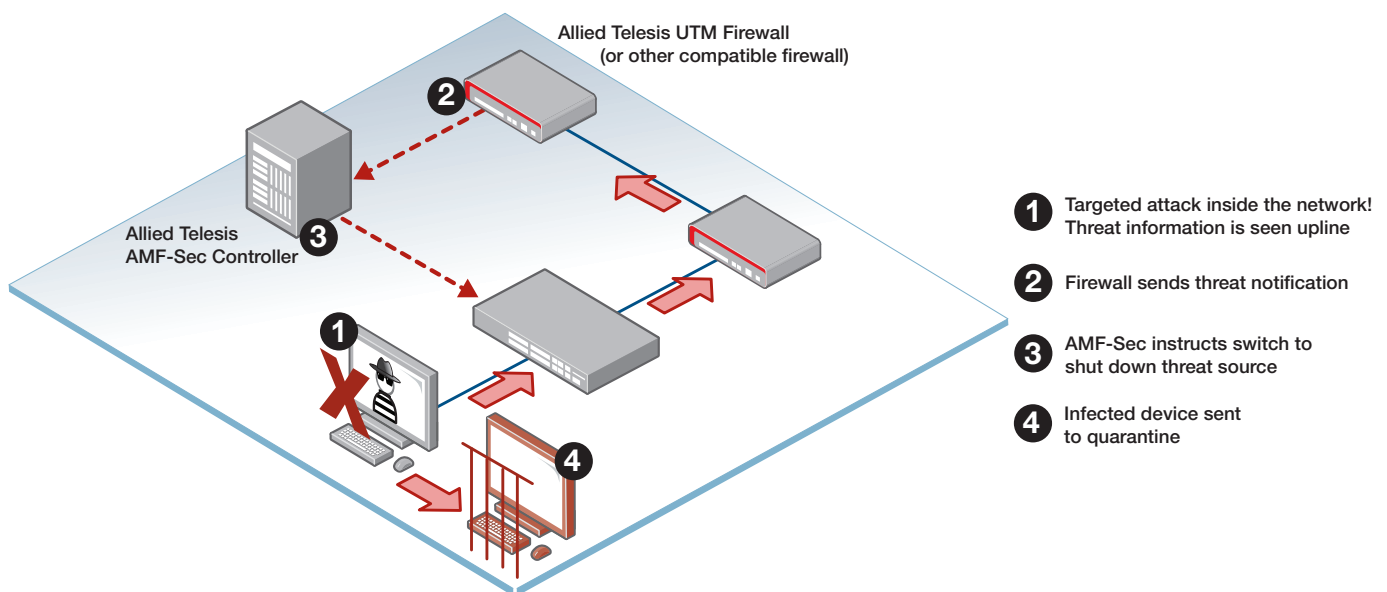 Allied Telesis UTM Firewall
(or other compatible firewall)
2
Allied Telesis
AMF-Sec Controller
3
1
4
1 Targeted attack inside the network!
Threat information is seen upline
2 Firewall sends threat notification
3 AMF-Sec instructs switch to
shut down threat source
4 Infected device sent
to quarantine